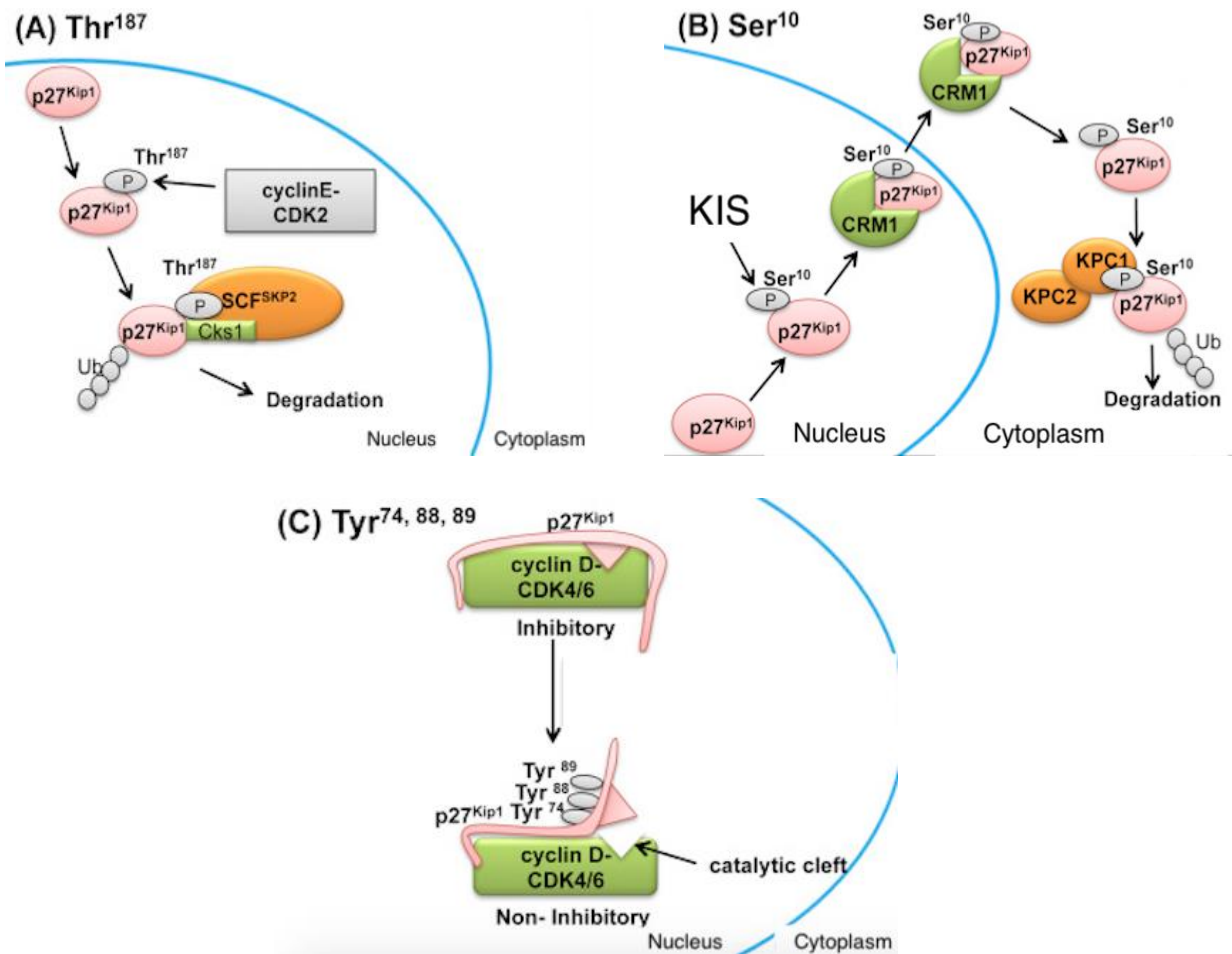 (A) Thr187
p27Kip1
Thr187
P
p27Kip1
cyclinE-
CDK2
Thr187
P
SCFSKP2
p27Kip1
Cks1
Ub
Degradation
Nucleus
Cytoplasm
(B) Ser10
Ser10
P
p27Kip1
CRM1
Ser10
P
p27Kip1
CRM1
P
Ser10
p27Kip1
KIS
Ser10
P
p27Kip1
p27Kip1
KPC1
KPC2
P
Ser10
p27Kip1
Ub
Degradation
Nucleus
Cytoplasm
(C) Tyr74, 88, 89
p27Kip1
cyclin D-
CDK4/6
Inhibitory
Tyr 89
Tyr 88
Tyr 74
p27Kip1
cyclin D-
CDK4/6
catalytic cleft
Non- Inhibitory
Nucleus
Cytoplasm